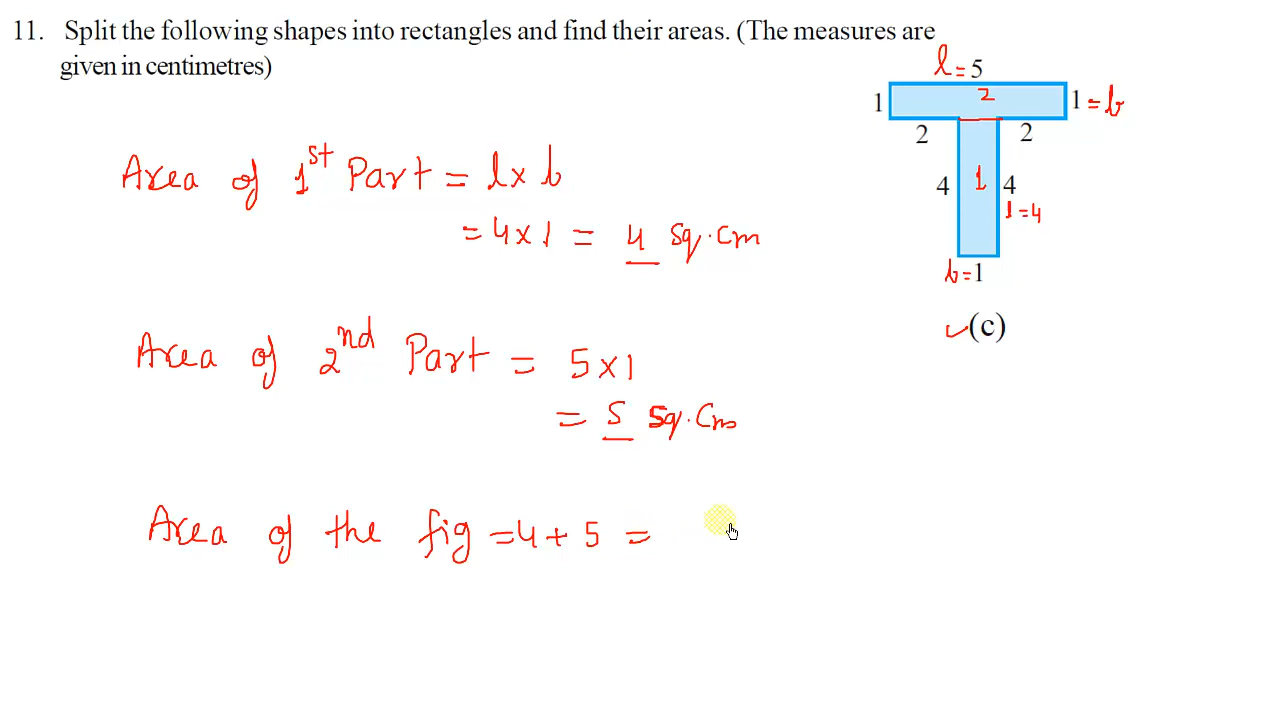 11. Split the following shapes into rectangles and find their areas. (The measures are
given in centimetres)
l = 5
1 2 1 = b
2 2
4 1 4
l = 4
b = 1
(c)
Area of 1st Part = l x b
= 4 x 1 = 4 Sq. Cm
Area of 2nd Part = 5 x 1
= 5 Sq. Cm
Area of the fig = 4 + 5 =